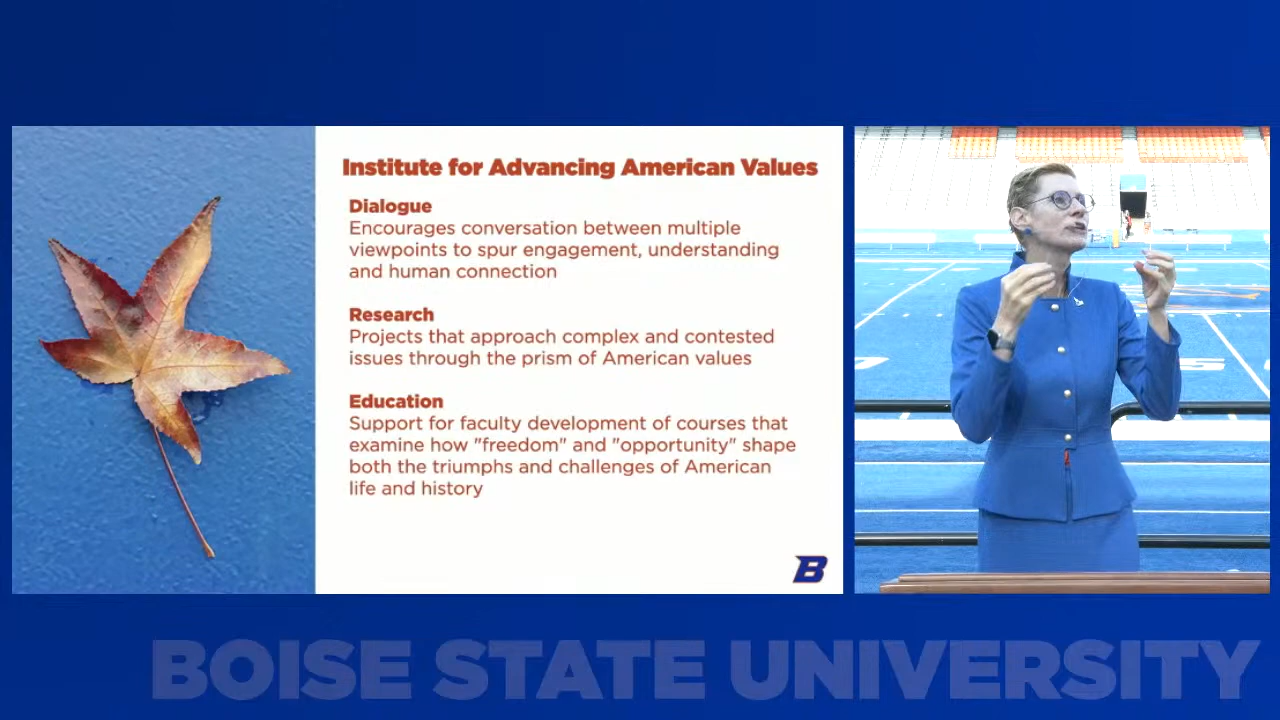 Institute for Advancing American Values
Dialogue
Encourages conversation between multiple
viewpoints to spur engagement, understanding
and human connection
Research
Projects that approach complex and contested
issues through the prism of American values
Education
Support for faculty development of courses that
examine how "freedom" and "opportunity" shape
both the triumphs and challenges of American
life and history
B
BOISE STATE UNIVERSITY